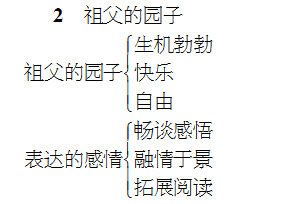 2 祖父的园子
生机勃勃
祖父的园子 快乐
自由
畅谈感悟
表达的感情 融情于景
拓展阅读